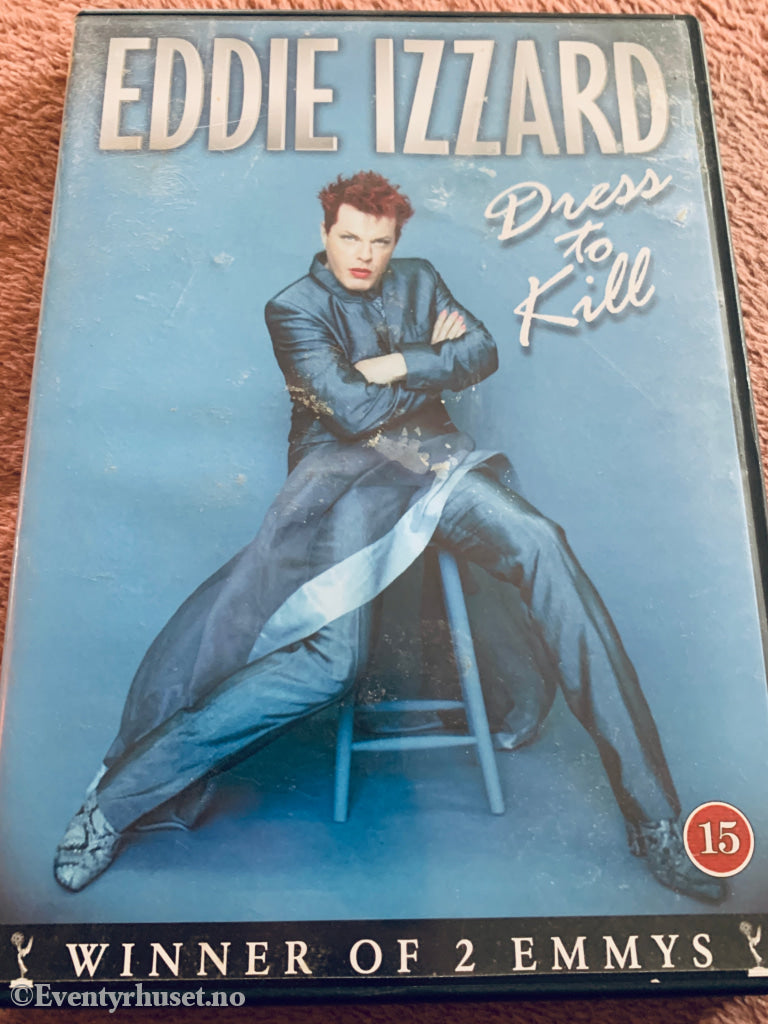 EDDIE IZZARD
Dress
to
Kill
15
WINNER OF 2 EMMYS
©Eventyrhuset.no